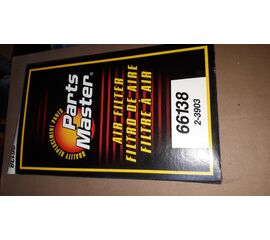 Parts
Master®
QUALITY REPLACEMENT PARTS
AIR FILTER
FILTRO DE AIRE
FILTRE À AIR
66138
2-3903